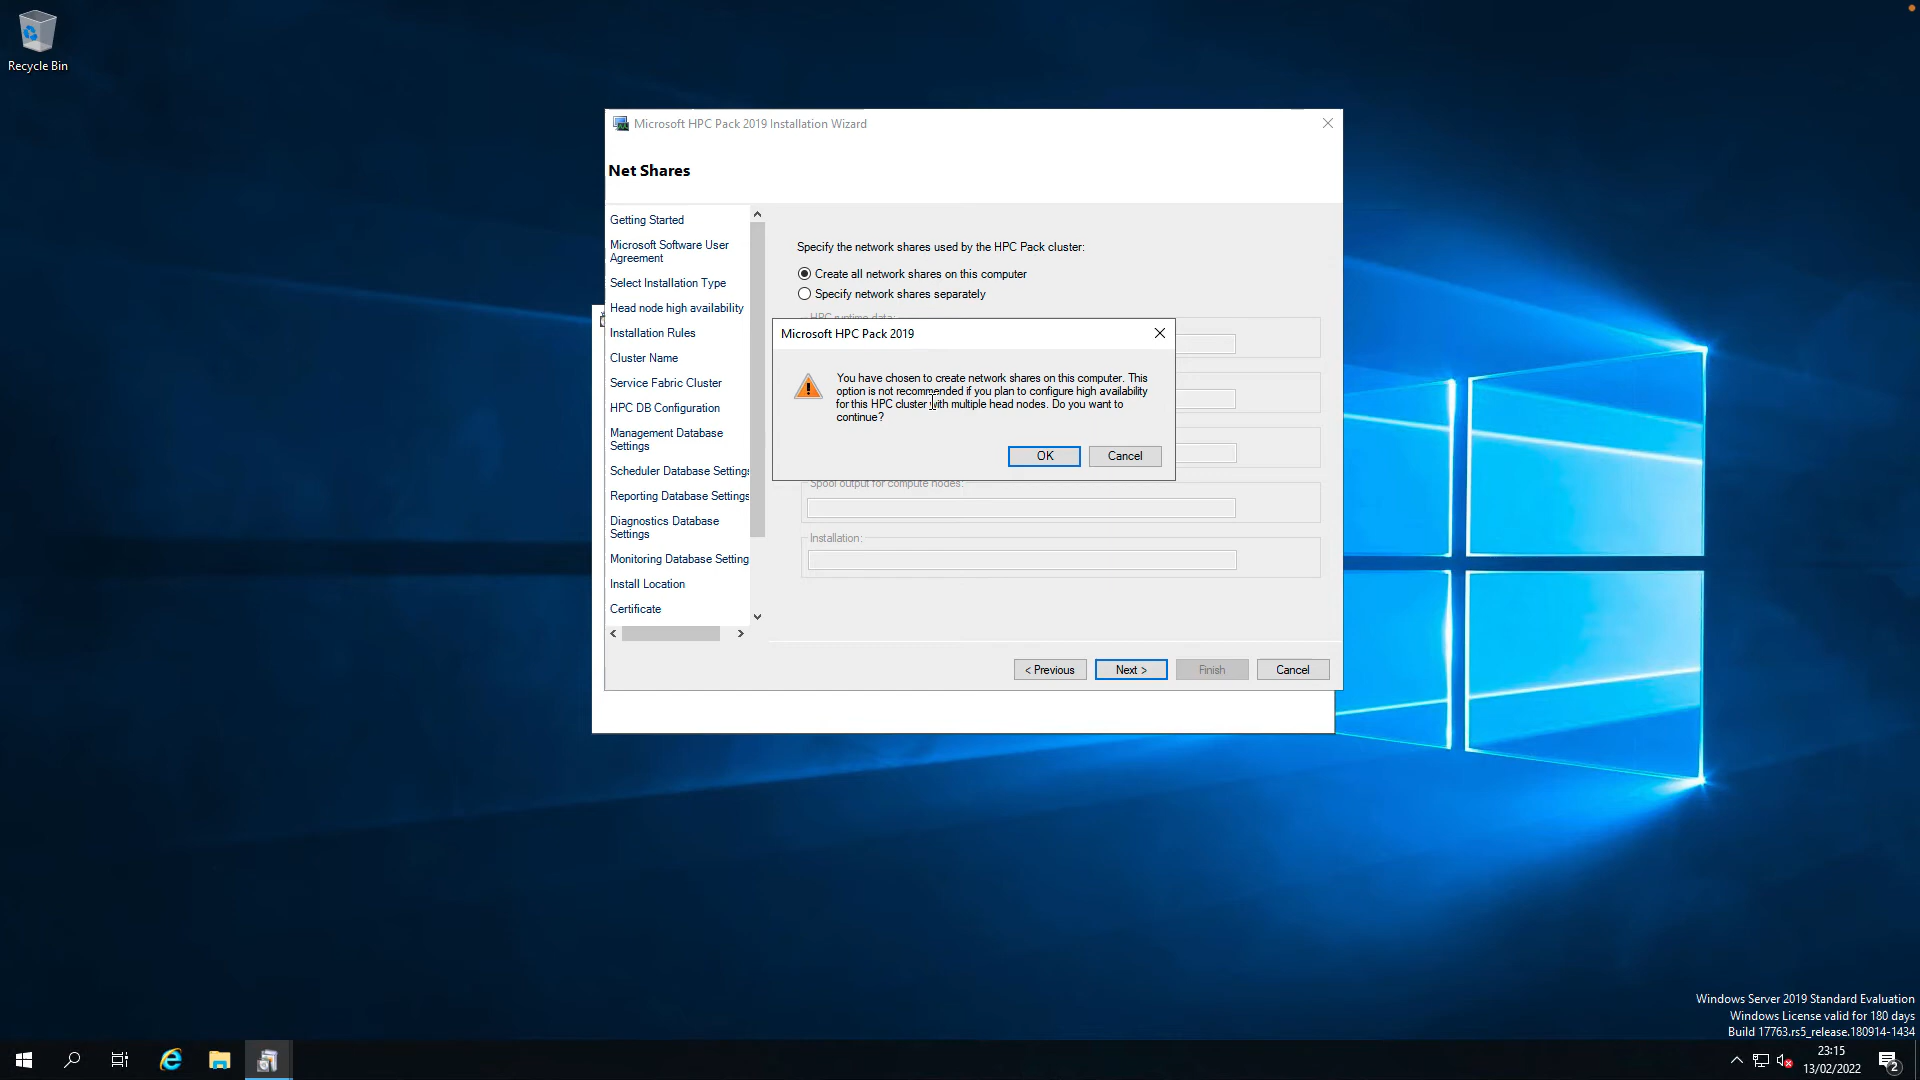 Recycle Bin
Microsoft HPC Pack 2019 Installation Wizard
Net Shares
Getting Started
Microsoft Software User
Agreement
Select Installation Type
Head node high availability
Installation Rules
Cluster Name
Service Fabric Cluster
HPC DB Configuration
Management Database
Settings
Scheduler Database Settings
Reporting Database Settings
Diagnostics Database
Settings
Monitoring Database Setting
Install Location
Certificate
Specify the network shares used by the HPC Pack cluster:
Create all network shares on this computer
Specify network shares separately
HPC runtime data:
Microsoft HPC Pack 2019
You have chosen to create network shares on this computer. This
option is not recommended if you plan to configure high availability
for this HPC cluster with multiple head nodes. Do you want to
continue?
OK
Cancel
Spool output for compute nodes:
Installation:
< Previous
Next >
Finish
Cancel
Windows Server 2019 Standard Evaluation
Windows License valid for 180 days
Build 17763.rs5_release.180914-1434
23:15
13/02/2022
2